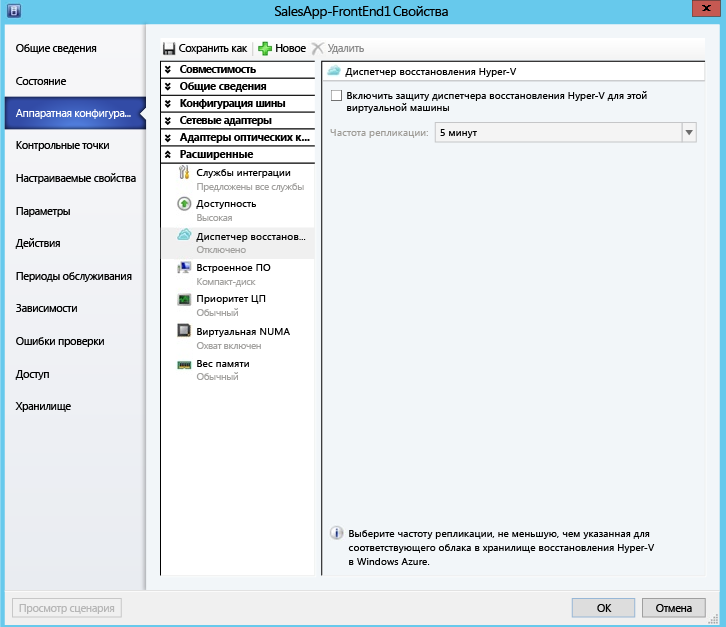 SalesApp-FrontEnd1 Свойства
Общие сведения
Состояние
Аппаратная конфигура...
Контрольные точки
Настраиваемые свойства
Параметры
Действия
Периоды обслуживания
Зависимости
Ошибки проверки
Доступ
Хранилище
Сохранить как
Новое
Удалить
Совместимость
Общие сведения
Конфигурация шины
Сетевые адаптеры
Адаптеры оптических к...
Расширенные
Службы интеграции
Предложены все службы
Доступность
Высокая
Диспетчер восстанов...
Отключено
Встроенное ПО
Компакт-диск
Приоритет ЦП
Обычный
Виртуальная NUMA
Охват включен
Вес памяти
Обычный
Диспетчер восстановления Hyper-V
Включить защиту диспетчера восстановления Hyper-V для этой
виртуальной машины
Частота репликации:
5 минут
Выберите частоту репликации, не меньшую, чем указанная для
соответствующего облака в хранилище восстановления Hyper-V
в Windows Azure.
Просмотр сценария
ОК
Отмена